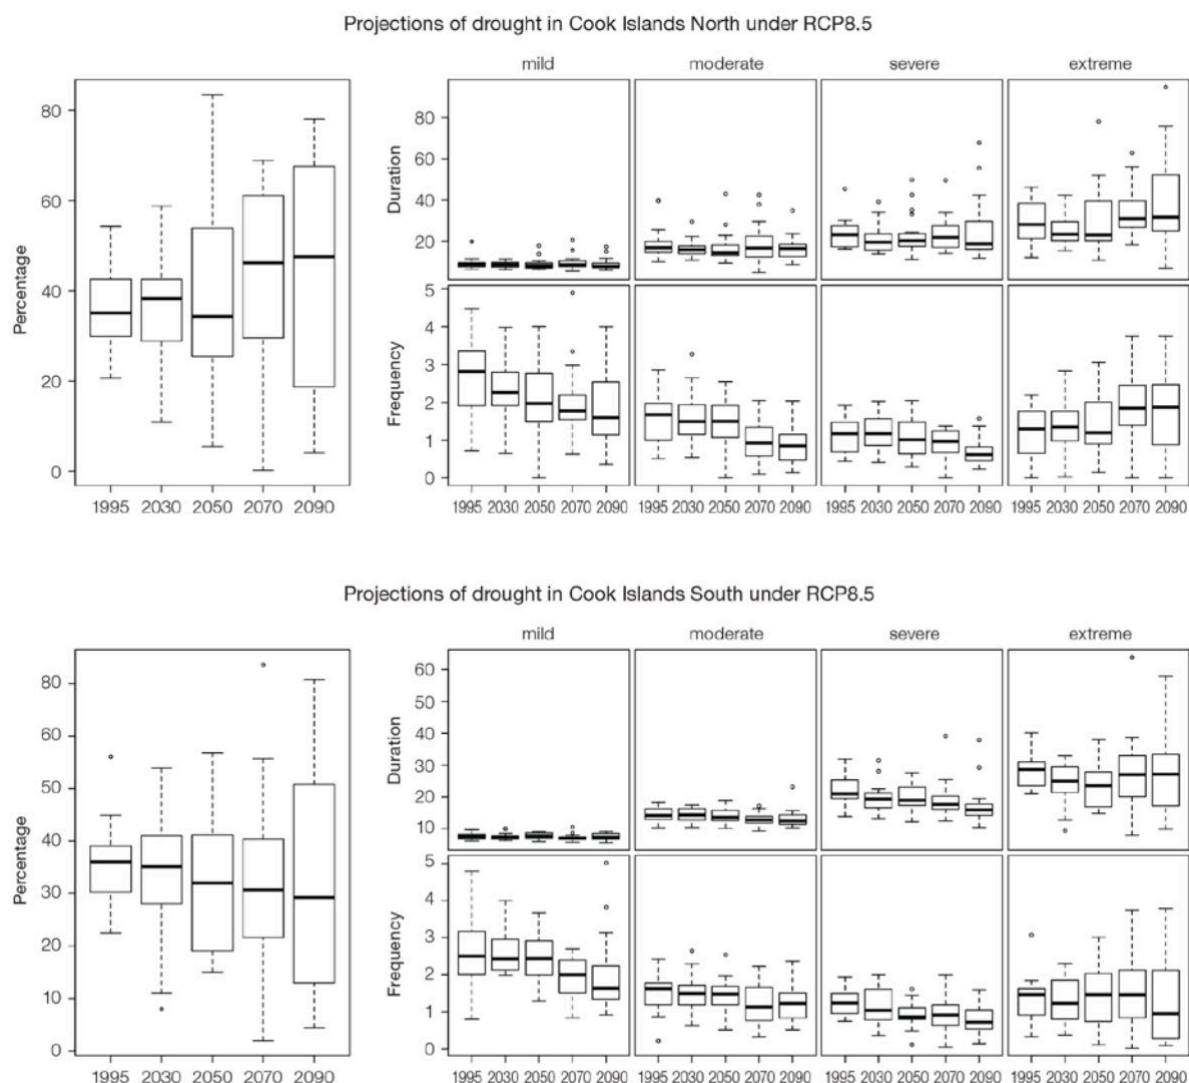 Projections of drought in Cook Islands North under RCP8.5
Percentage
80
60
40
20
0
1995 2030 2050 2070 2090
mild moderate severe extreme
Duration
80
60
40
20
Frequency
5
4
3
2
1
0
1995 2030 2050 2070 2090 1995 2030 2050 2070 2090 1995 2030 2050 2070 2090 1995 2030 2050 2070 2090
Projections of drought in Cook Islands South under RCP8.5
Percentage
80
60
50
40
30
20
10
0
1995 2030 2050 2070 2090
mild moderate severe extreme
Duration
60
50
40
30
20
10
Frequency
5
4
3
2
1
0
1995 2030 2050 2070 2090 1995 2030 2050 2070 2090 1995 2030 2050 2070 2090 1995 2030 2050 2070 2090